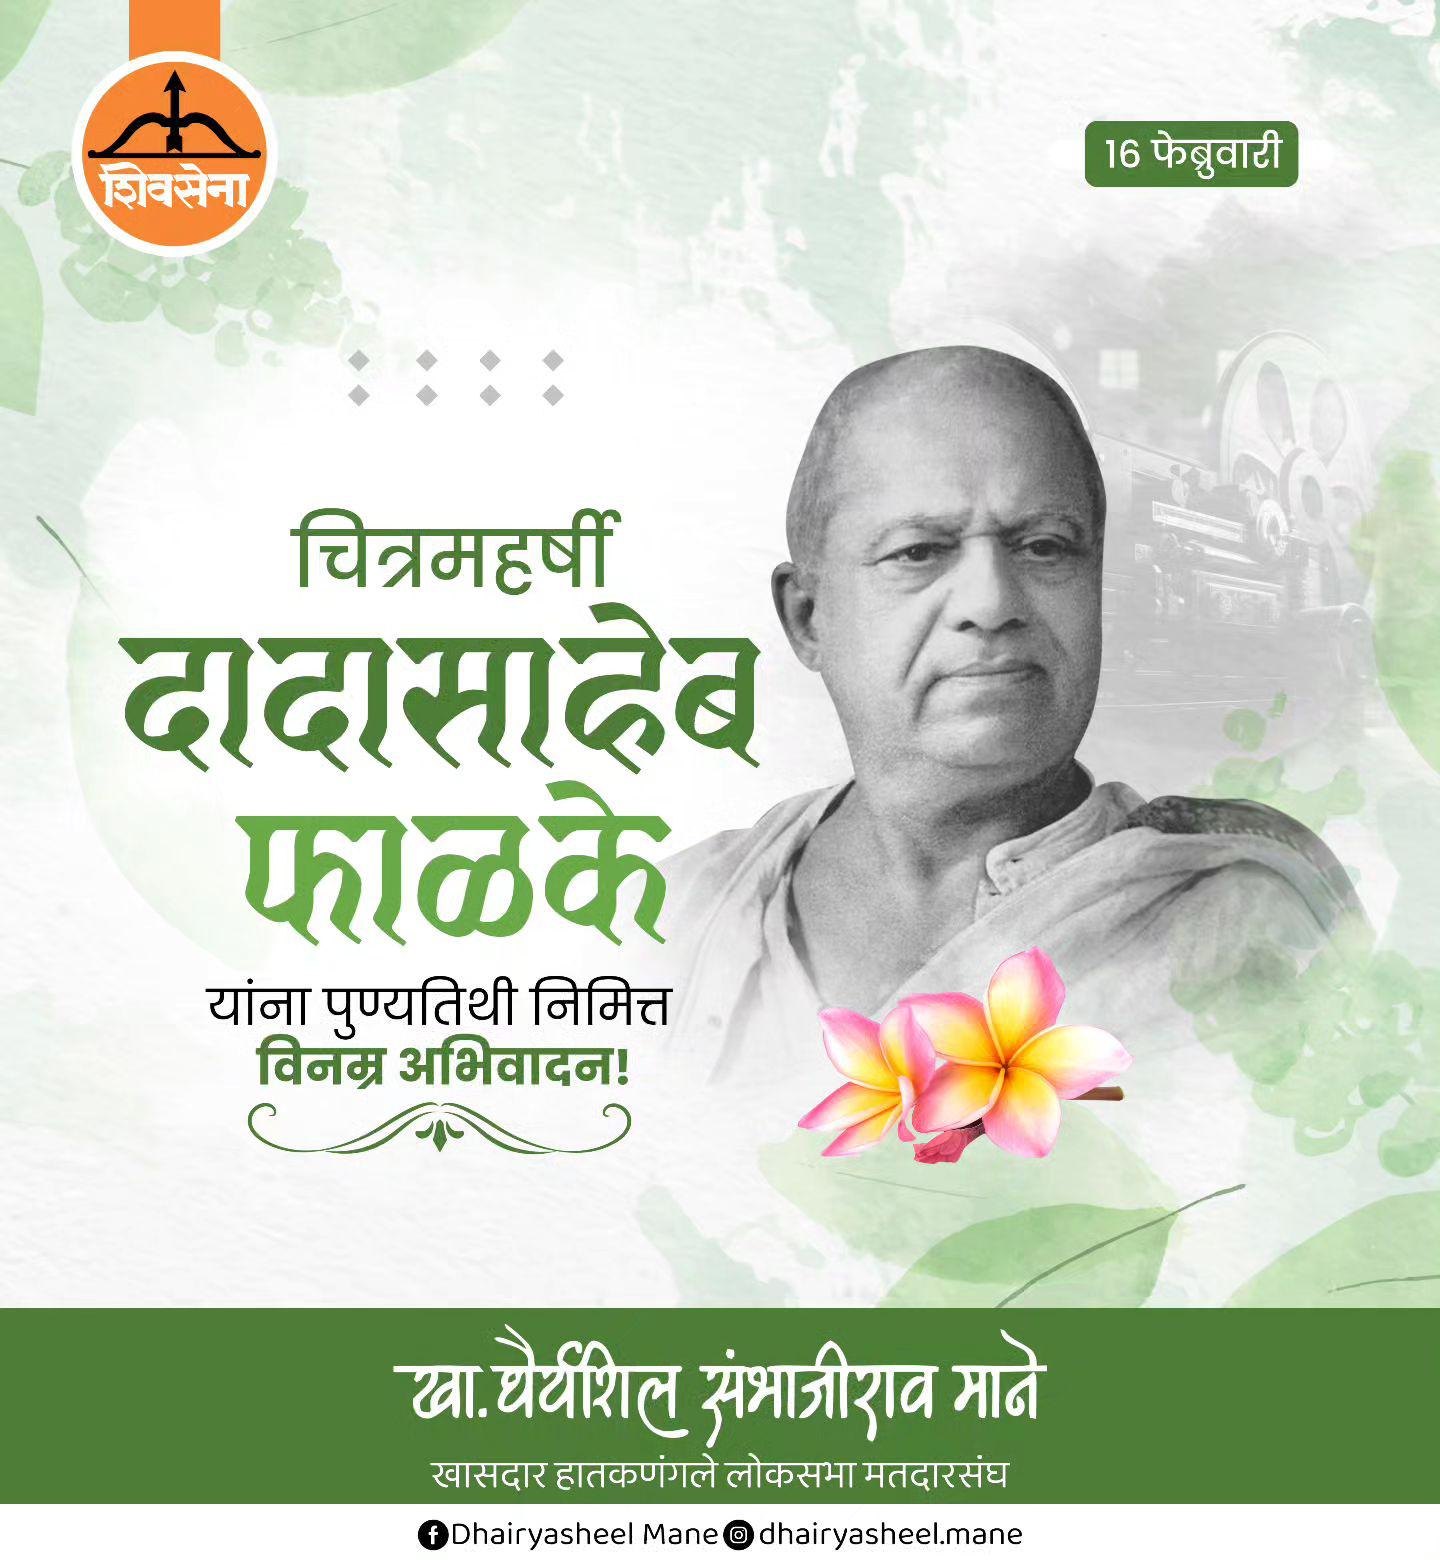 शिवसेना
16 फेब्रुवारी
चित्रमहर्षी
दादासाहेब
फाळके
यांना पुण्यतिथी निमित्त
विनम्र अभिवादन!
खा. धैर्यशिल संभाजीराव माने
खासदार हातकणंगले लोकसभा मतदारसंघ
Dhairyasheel Mane dhairyasheel.mane